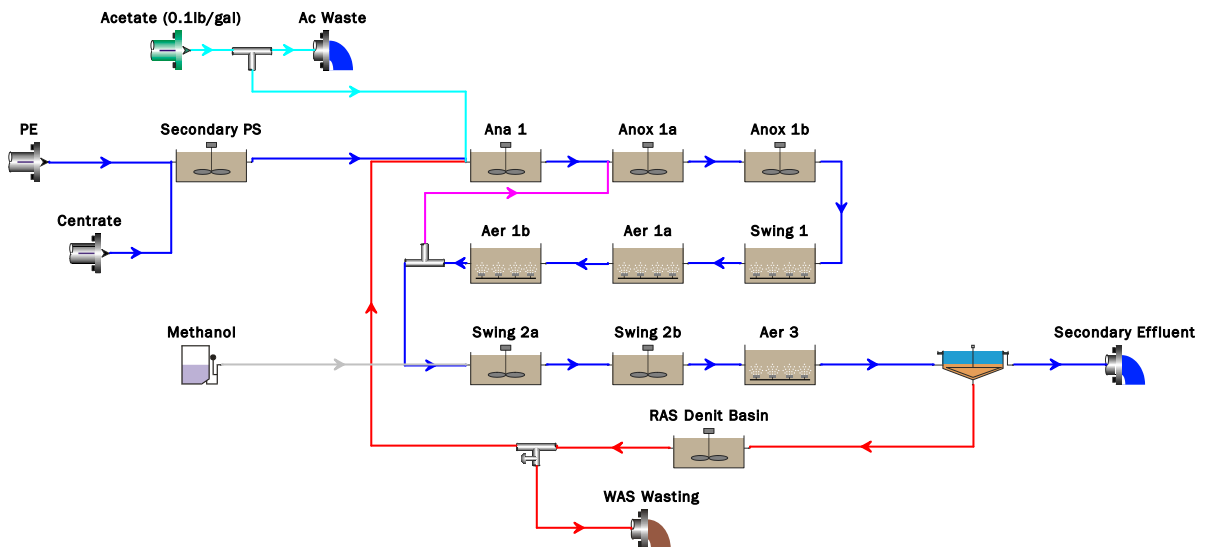 Acetate (0.1lb/gal)
Ac Waste
PE
Secondary PS
Ana 1
Anox 1a
Anox 1b
Centrate
Aer 1b
Aer 1a
Swing 1
Methanol
Swing 2a
Swing 2b
Aer 3
Secondary Effluent
RAS Denit Basin
WAS Wasting